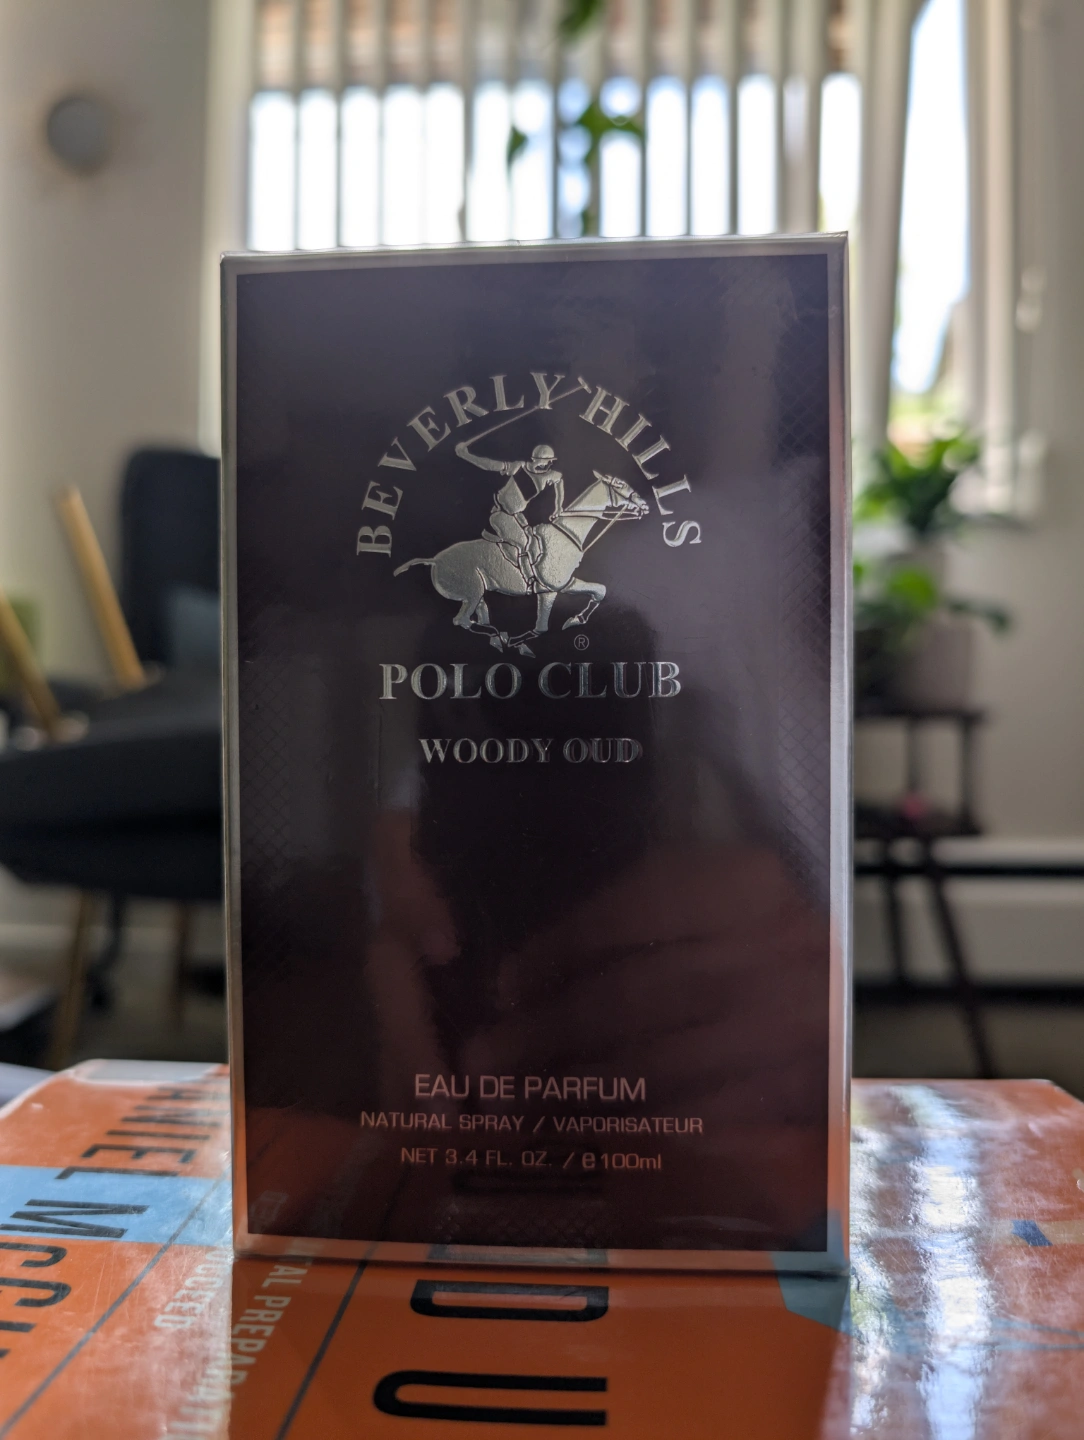 BEVERLY HILLS
®
POLO CLUB
WOODY OUD
EAU DE PARFUM
NATURAL SPRAY / VAPORISATEUR
NET 3.4 FL. OZ. / e 100ml